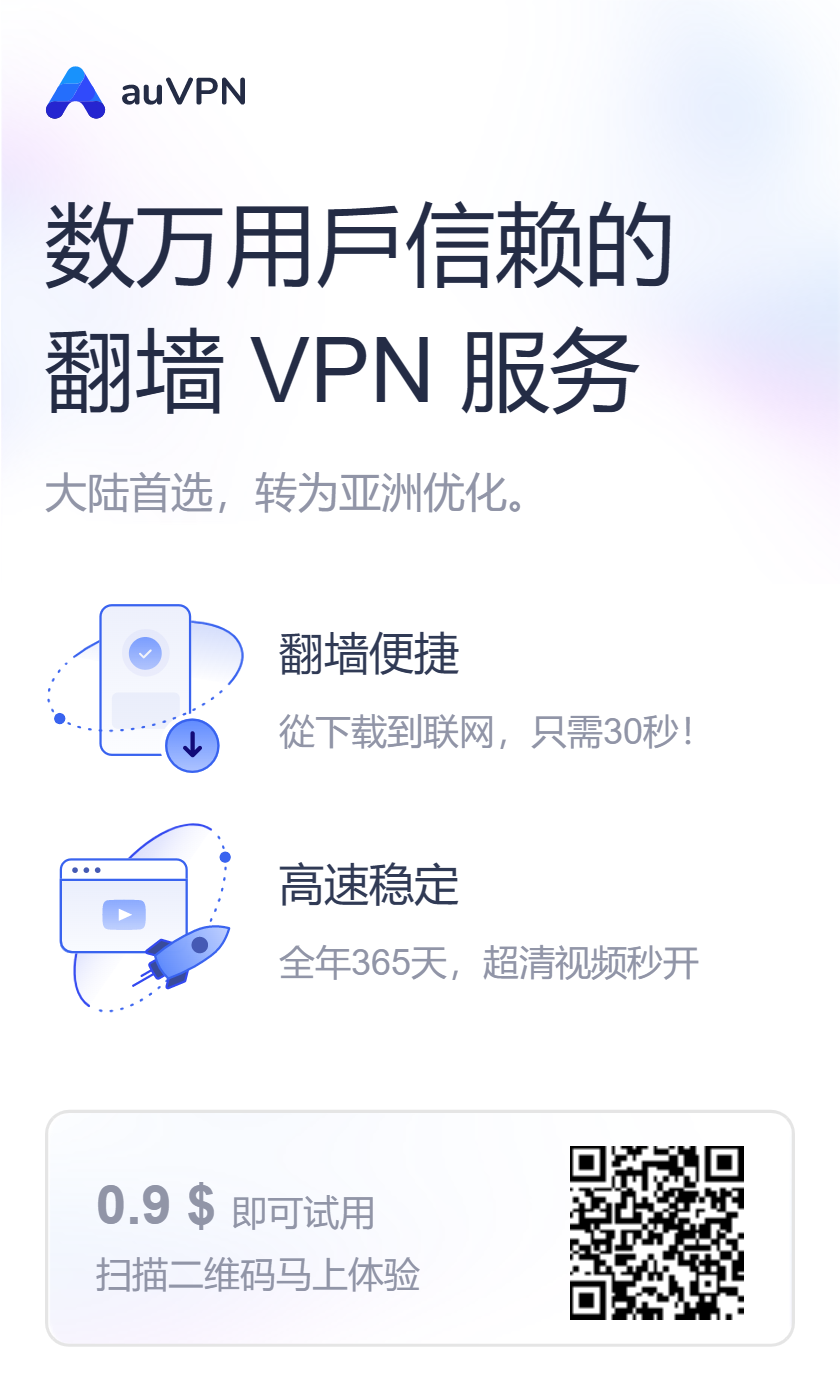 auVPN
数万用戶信赖的
翻墙 VPN 服务
大陆首选，转为亚洲优化。
翻墙便捷
從下载到联网，只需30秒！
高速稳定
全年365天，超清视频秒开
0.9 $ 即可试用
扫描二维码马上体验